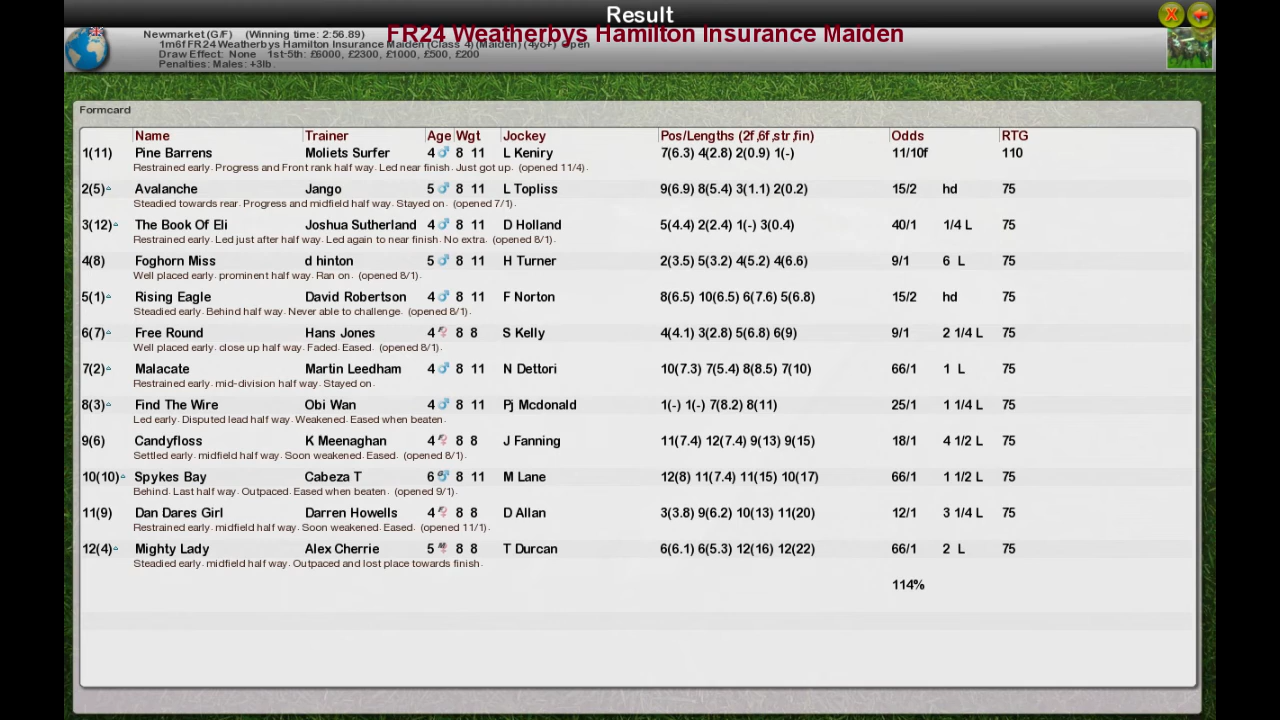 Result
FR24 Weatherbys Hamilton Insurance Maiden
Newmarket (G/F) (Winning time: 2:56.89)
1m6f FR24 Weatherbys Hamilton Insurance Maiden (Class 4) (Maiden) (4yo+) Open
Draw Effect: None 1st-5th: £6000, £2300, £1000, £500, £200
Penalties: Males: +3lb.
Formcard
Name Trainer Age Wgt Jockey Pos/Lengths (2f,6f,str,fin) Odds RTG
1(11) Pine Barrens Moliets Surfer 4 8 11 L Keniry 7(6.3) 4(2.8) 2(0.9) 1(-) 11/10f 110
Restrained early. Progress and Front rank half way. Led near finish. Just got up. (opened 11/4).
2(5) Avalanche Jango 5 8 11 L Topliss 9(6.9) 8(5.4) 3(1.1) 2(0.2) 15/2 hd 75
Steadied towards rear. Progress and midfield half way. Stayed on. (opened 7/1).
3(12) The Book Of Eli Joshua Sutherland 4 8 11 D Holland 5(4.4) 2(2.4) 1(-) 3(0.4) 40/1 1/4 L 75
Restrained early. Led just after half way. Led again to near finish. No extra. (opened 8/1).
4(8) Foghorn Miss d hinton 5 8 11 H Turner 2(3.5) 5(3.2) 4(5.2) 4(6.6) 9/1 6 L 75
Well placed early. prominent half way. Ran on. (opened 8/1).
5(1) Rising Eagle David Robertson 4 8 11 F Norton 8(6.5) 10(6.5) 6(7.6) 5(6.8) 15/2 hd 75
Steadied early. Behind half way. Never able to challenge. (opened 8/1).
6(7) Free Round Hans Jones 4 8 8 S Kelly 4(4.1) 3(2.8) 5(6.8) 6(9) 9/1 2 1/4 L 75
Well placed early. close up half way. Faded. Eased. (opened 8/1).
7(2) Malacate Martin Leedham 4 8 11 N Dettori 10(7.3) 7(5.4) 8(8.5) 7(10) 66/1 1 L 75
Restrained early. mid-division half way. Stayed on.
8(3) Find The Wire Obi Wan 4 8 11 Pj Mcdonald 1(-) 1(-) 7(8.2) 8(11) 25/1 1 1/4 L 75
Led early. Disputed lead half way. Weakened. Eased when beaten.
9(6) Candyfloss K Meenaghan 4 8 8 J Fanning 11(7.4) 12(7.4) 9(13) 9(15) 18/1 4 1/2 L 75
Settled early. midfield half way. Soon weakened. Eased. (opened 8/1).
10(10) Spykes Bay Cabeza T 6 8 11 M Lane 12(8) 11(7.4) 11(15) 10(17) 66/1 1 1/2 L 75
Behind. Last half way. Outpaced. Eased when beaten. (opened 9/1).
11(9) Dan Dares Girl Darren Howells 4 8 8 D Allan 3(3.8) 9(6.2) 10(13) 11(20) 12/1 3 1/4 L 75
Restrained early. midfield half way. Soon weakened. Eased. (opened 11/1).
12(4) Mighty Lady Alex Cherrie 5 8 8 T Durcan 6(6.1) 6(5.3) 12(16) 12(22) 66/1 2 L 75
Steadied early. midfield half way. Outpaced and lost place towards finish.
114%